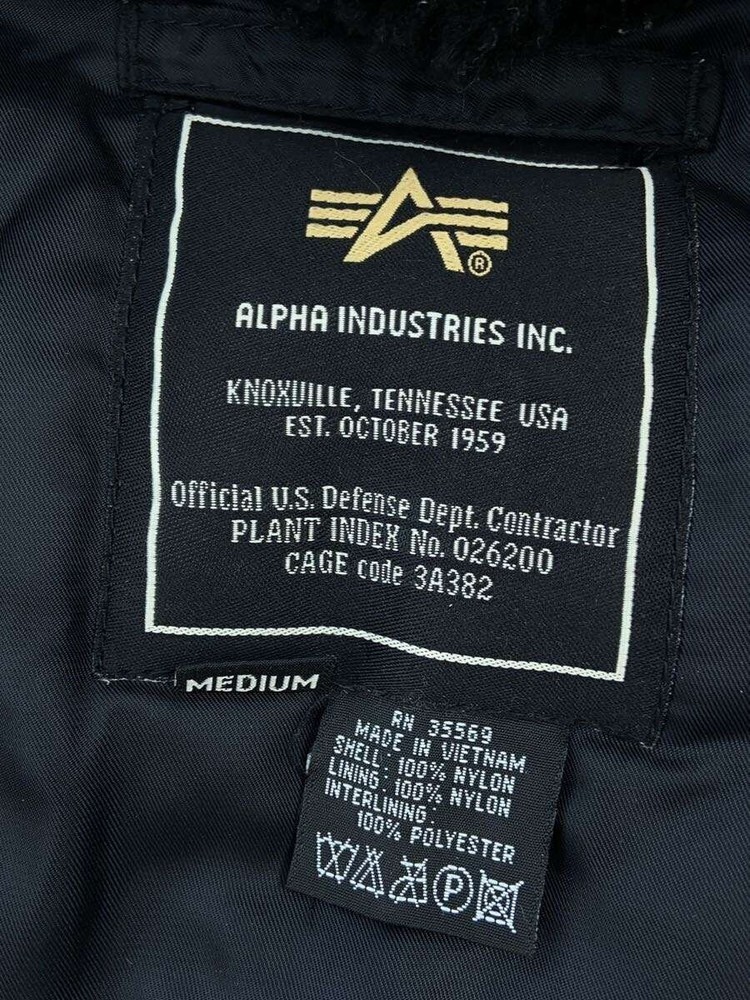 ®
ALPHA INDUSTRIES INC.
KNOXVILLE, TENNESSEE USA
EST. OCTOBER 1959
Official U.S. Defense Dept. Contractor
PLANT INDEX No. 026200
CAGE code 3A382
MEDIUM
RN 35569
MADE IN VIETNAM
SHELL: 100% NYLON
LINING: 100% NYLON
INTERLINING:
100% POLYESTER
P